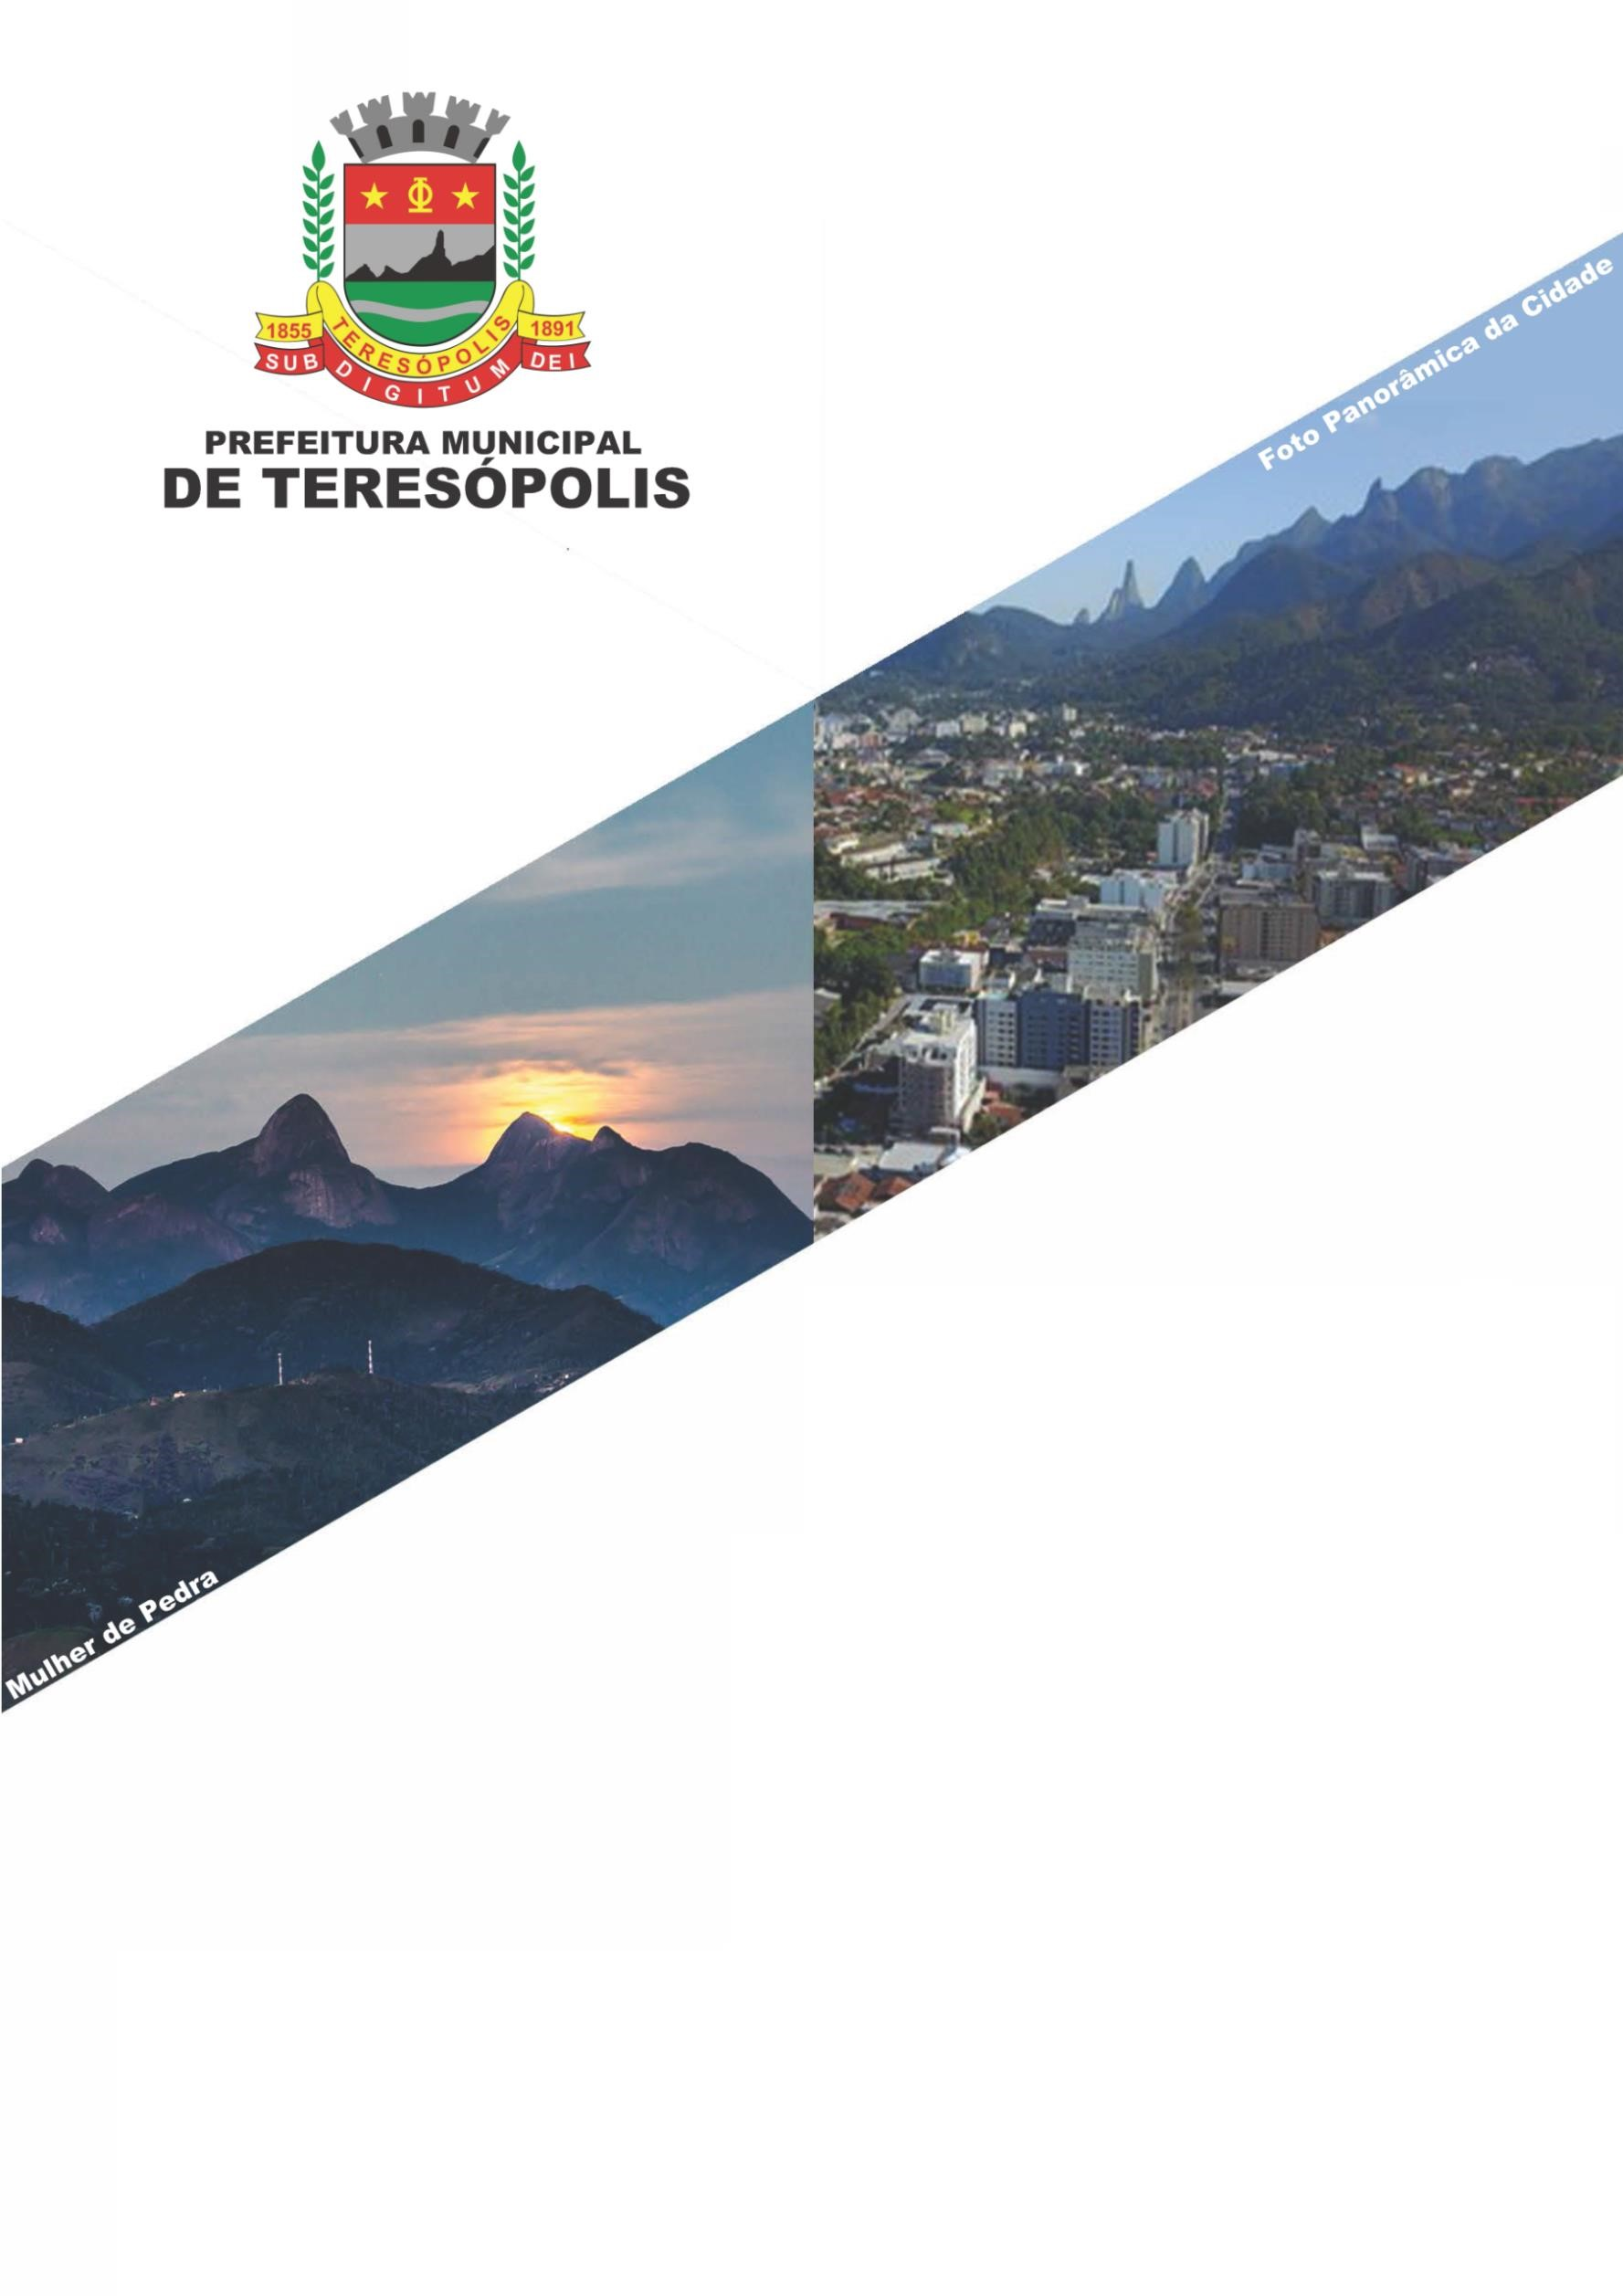 1855
1891
TERESÓPOLIS
SUB DIGITUM DEI
PREFEITURA MUNICIPAL
DE TERESÓPOLIS
Foto Panorâmica da Cidade
Mulher de Pedra